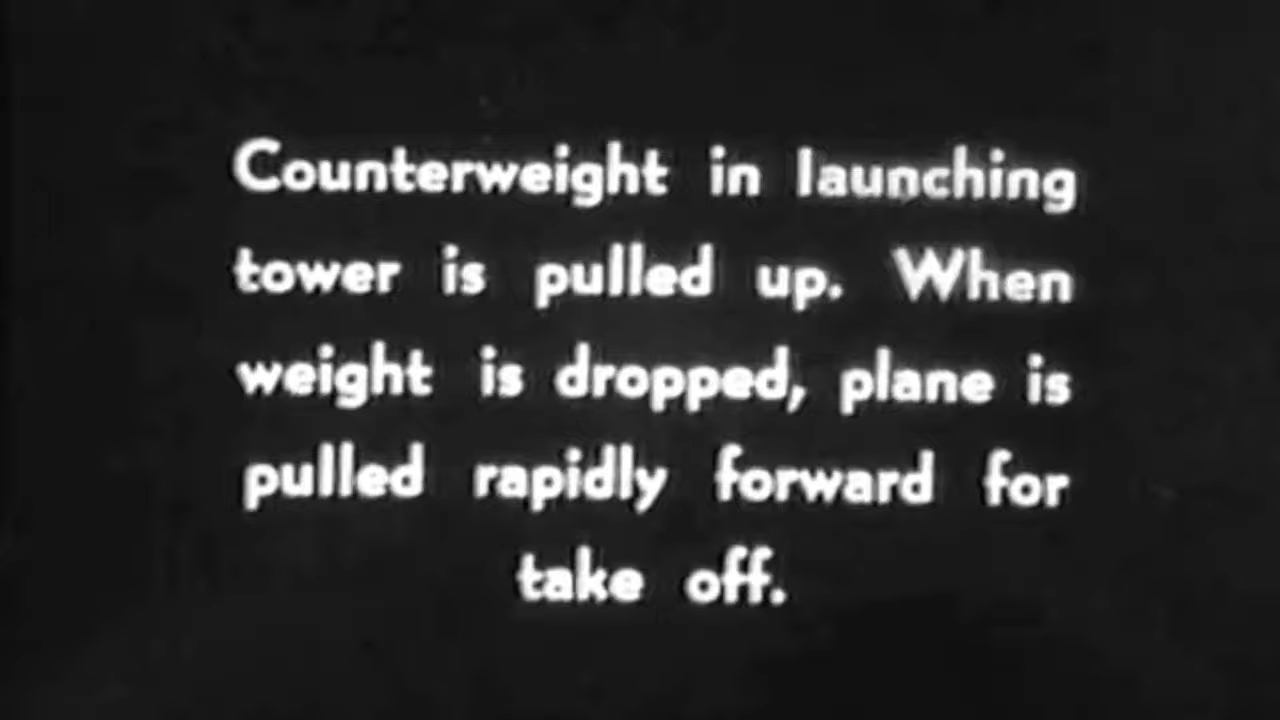 Counterweight in launching
tower is pulled up. When
weight is dropped, plane is
pulled rapidly forward for
take off.